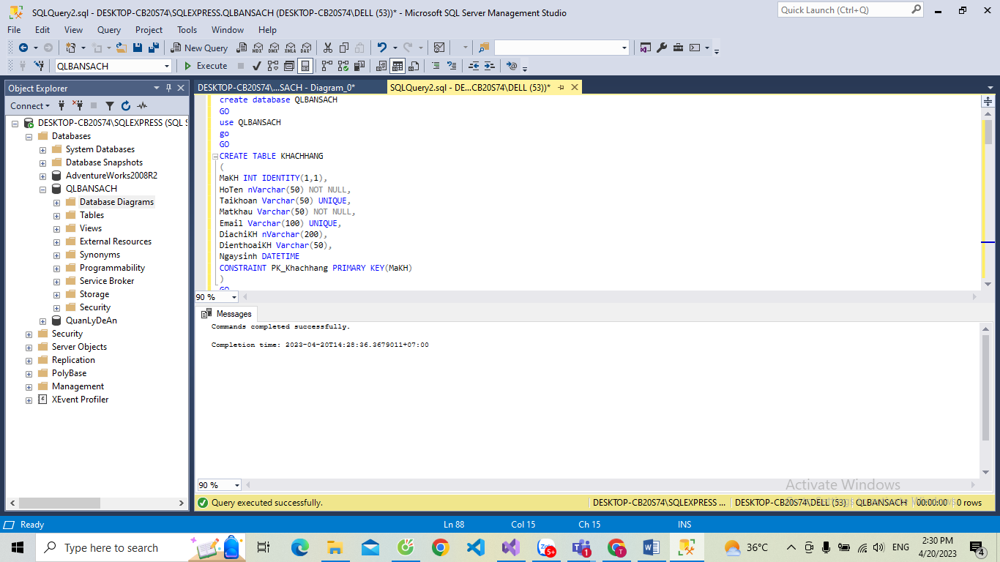 SQLQuery2.sql - DESKTOP-CB20S74\SQLEXPRESS.QLBANSACH (DESKTOP-CB20S74\DELL (53))* - Microsoft SQL Server Management Studio
Quick Launch (Ctrl+Q)
File Edit View Query Project Tools Window Help
New Query MDX DMX XMLA DAX
QLBANSACH Execute
Object Explorer
Connect
DESKTOP-CB20S74\SQLEXPRESS (SQL S
Databases
System Databases
Database Snapshots
AdventureWorks2008R2
QLBANSACH
Database Diagrams
Tables
Views
External Resources
Synonyms
Programmability
Service Broker
Storage
Security
QuanLyDeAn
Security
Server Objects
Replication
PolyBase
Management
XEvent Profiler
DESKTOP-CB20S74\...SACH - Diagram_0*
SQLQuery2.sql - DE...CB20S74\DELL (53))*
create database QLBANSACH
GO
use QLBANSACH
go
GO
CREATE TABLE KHACHHANG
(
MaKH INT IDENTITY(1,1),
HoTen nVarchar(50) NOT NULL,
Taikhoan Varchar(50) UNIQUE,
Matkhau Varchar(50) NOT NULL,
Email Varchar(100) UNIQUE,
DiachiKH nVarchar(200),
DienthoaiKH Varchar(50),
Ngaysinh DATETIME
CONSTRAINT PK_Khachhang PRIMARY KEY(MaKH)
)
GO
90 %
Messages
Commands completed successfully.
Completion time: 2023-04-20T14:28:36.3679011+07:00
90 %
Activate Windows
Query executed successfully.
DESKTOP-CB20S74\SQLEXPRESS ... DESKTOP-CB20S74\DELL (53) QLBANSACH 00:00:00 0 rows
Ready Ln 88 Col 15 Ch 15 INS
Type here to search
5+
1
T
36°C
ENG
2:30 PM
4/20/2023
4